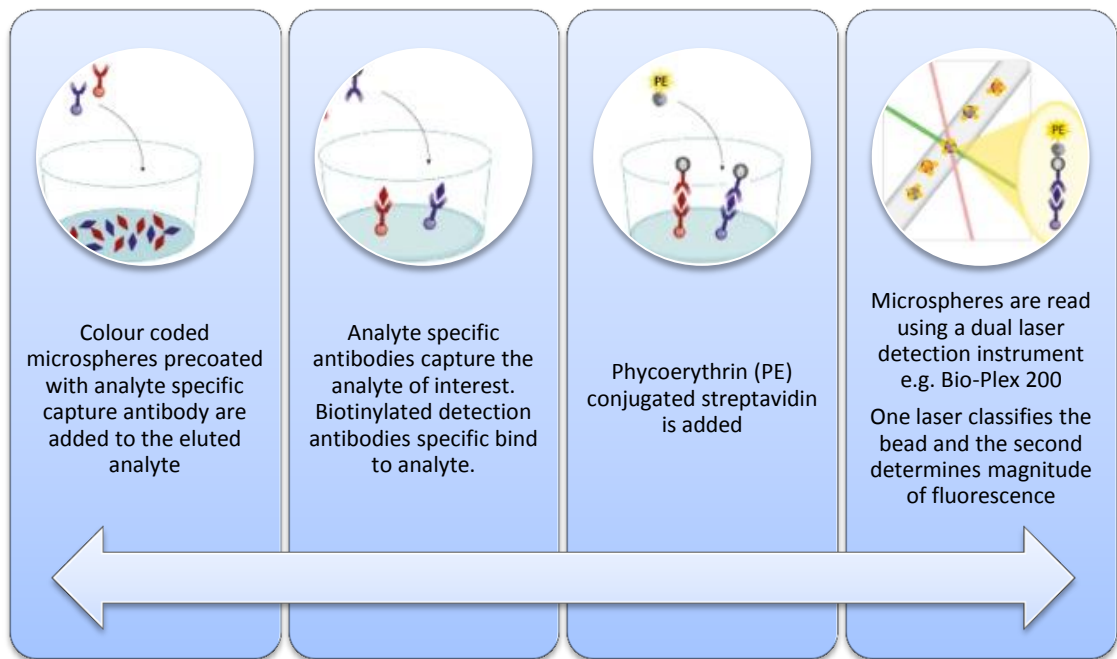 Colour coded
microspheres precoated
with analyte specific
capture antibody are
added to the eluted
analyte
Analyte specific
antibodies capture the
analyte of interest.
Biotinylated detection
antibodies specific bind
to analyte.
PE
Phycoerythrin (PE)
conjugated streptavidin
is added
PE
Microspheres are read
using a dual laser
detection instrument
e.g. Bio-Plex 200
One laser classifies the
bead and the second
determines magnitude
of fluorescence